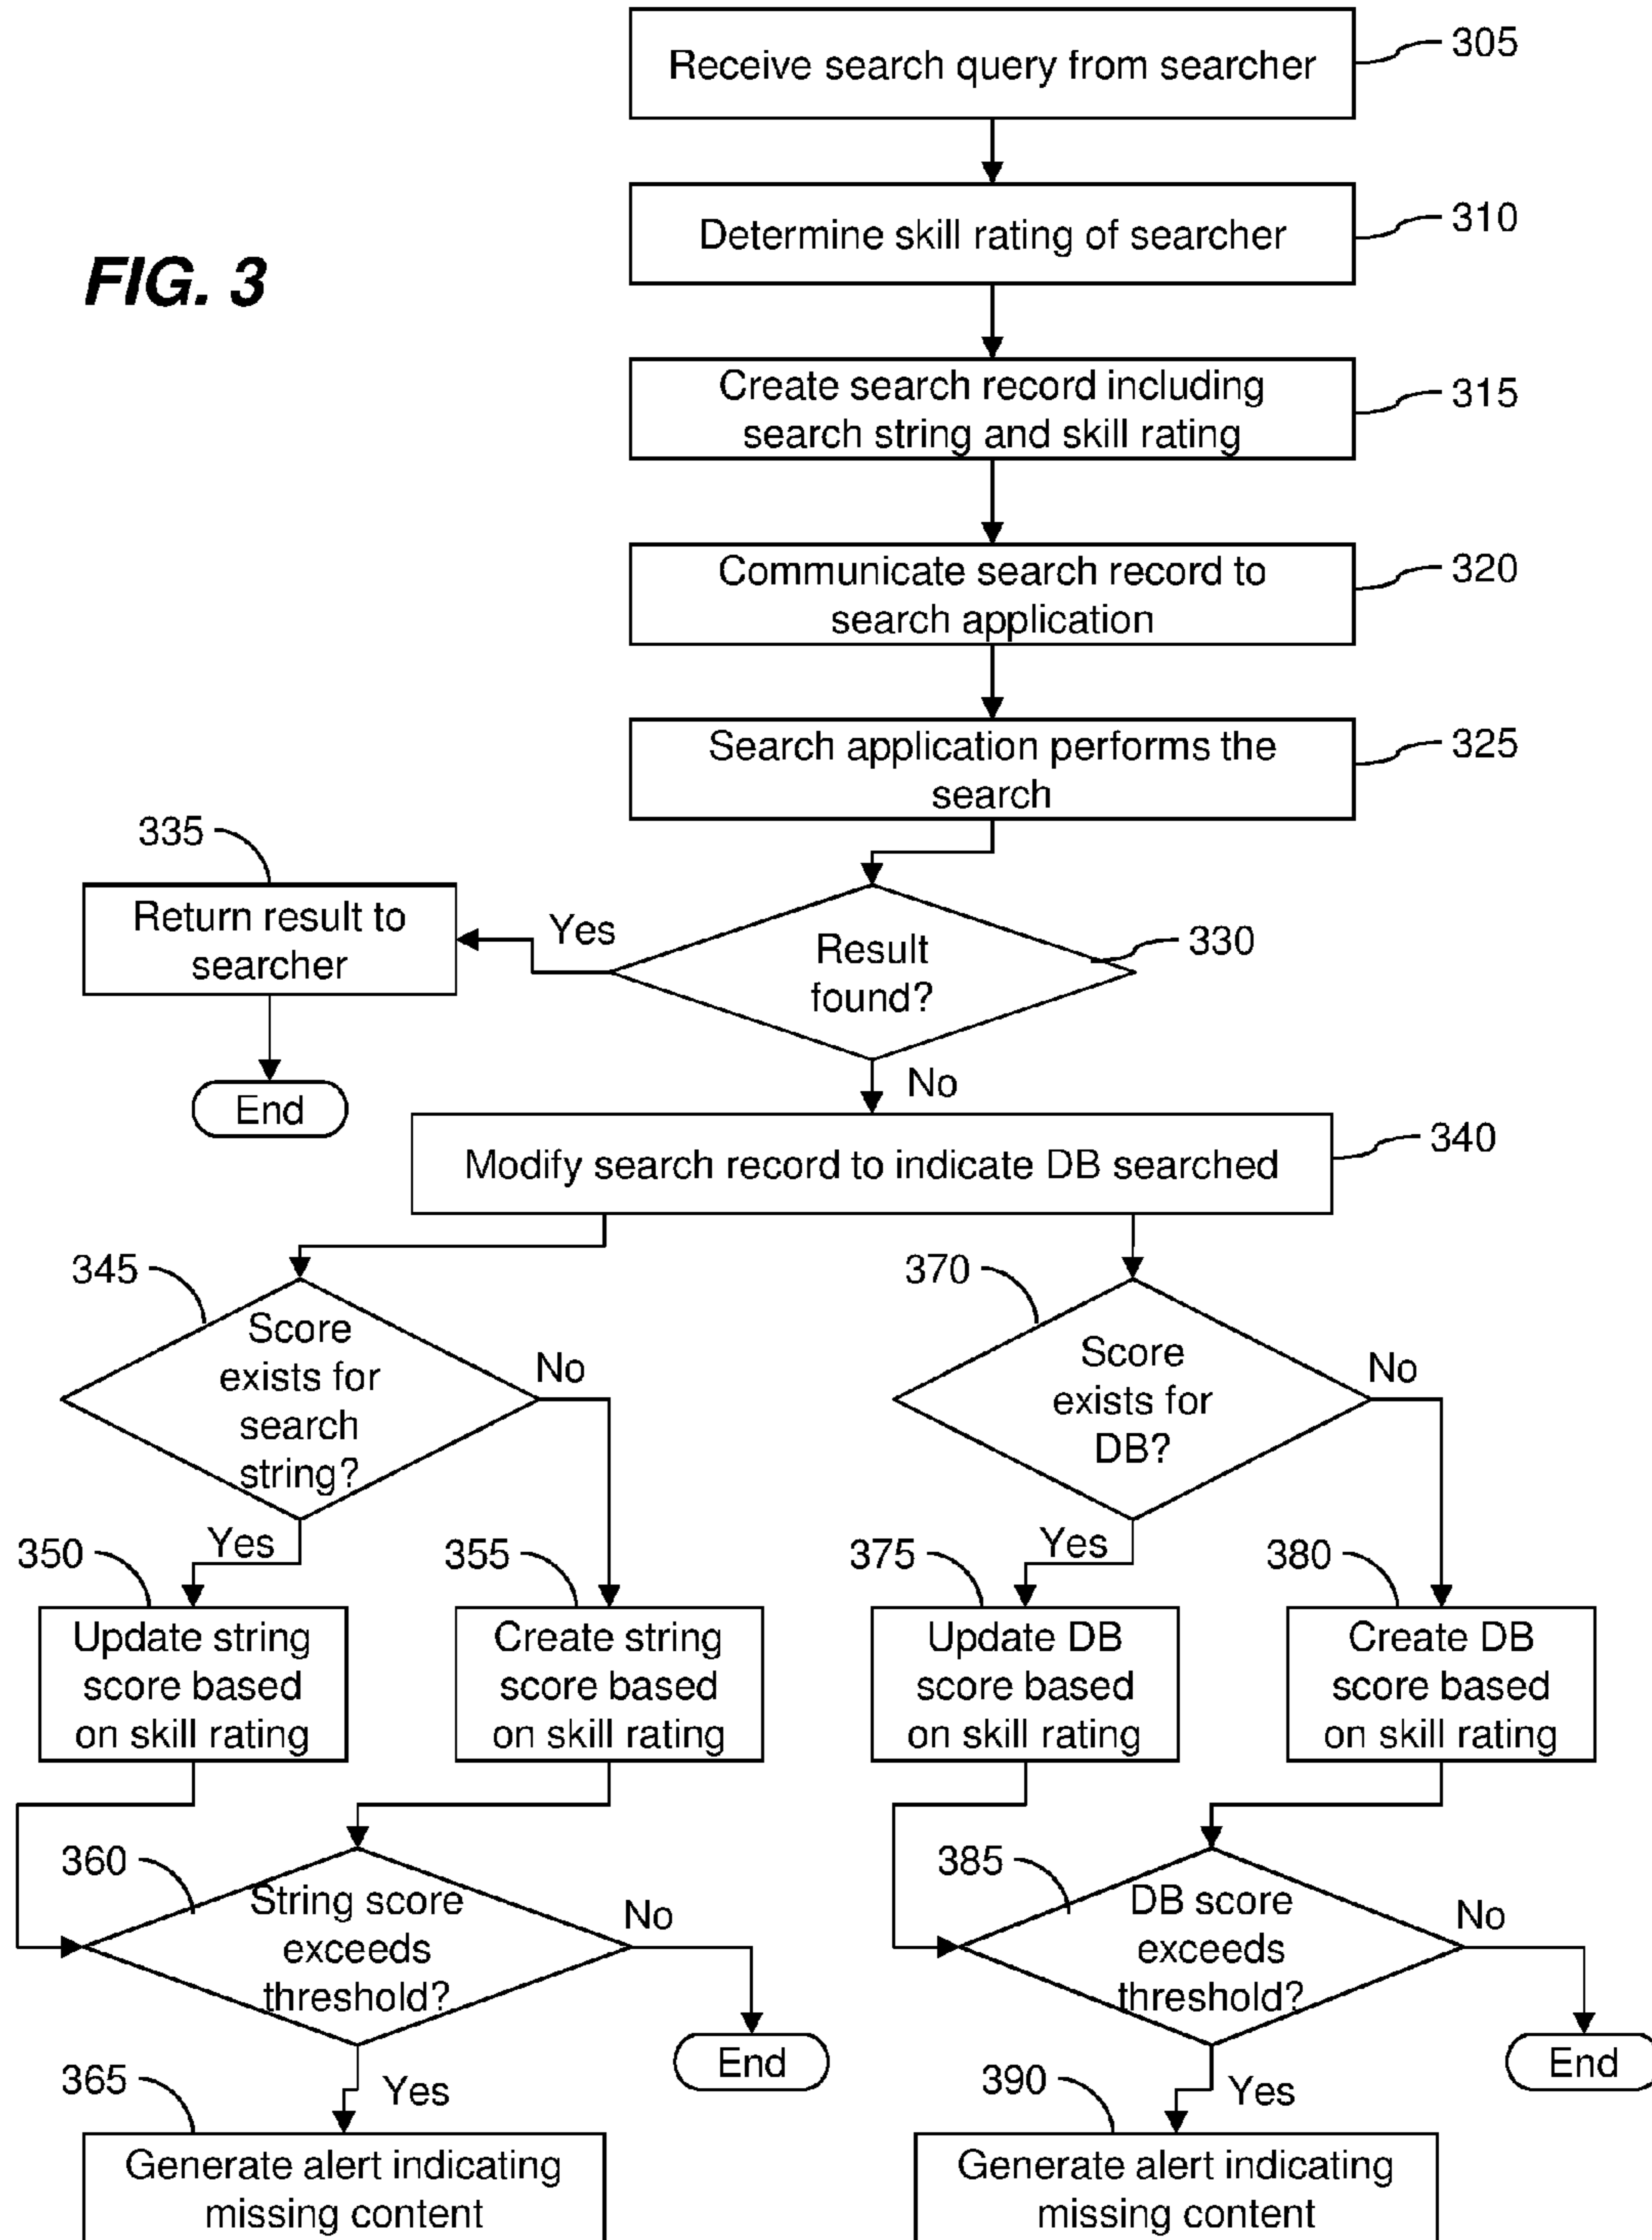 Receive search query from searcher
305
Determine skill rating of searcher
310
FIG. 3
Create search record including
search string and skill rating
315
Communicate search record to
search application
320
Search application performs the
search
325
335
Return result to
searcher
Yes
Result
found?
330
End
No
Modify search record to indicate DB searched
340
345
Score
exists for
search
string?
No
370
Score
exists for
DB?
No
350
Yes
355
375
Yes
380
Update string
score based
on skill rating
Create string
score based
on skill rating
Update DB
score based
on skill rating
Create DB
score based
on skill rating
360
String score
exceeds
threshold?
No
End
385
DB score
exceeds
threshold?
No
End
365
Yes
390
Yes
Generate alert indicating
missing content
Generate alert indicating
missing content